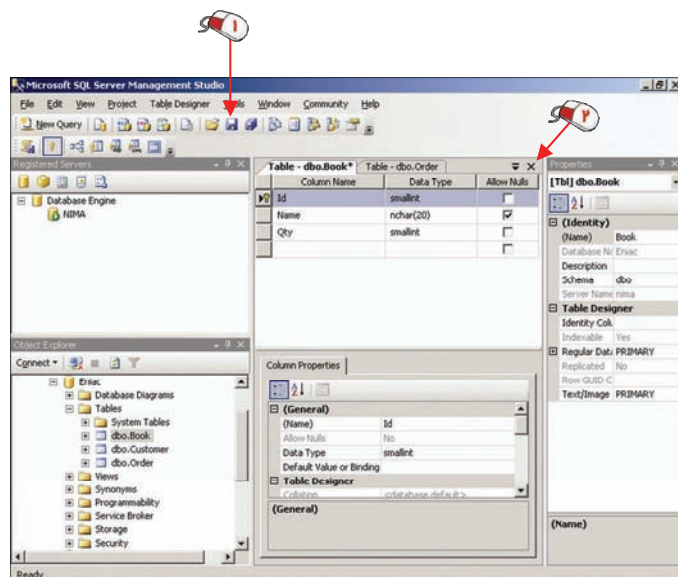 ۱
Microsoft SQL Server Management Studio
File Edit View Project Table Designer Tools Window Community Help
۲
New Query
Registered Servers
Database Engine
NIMA
Table - dbo.Book* Table - dbo.Order
Column Name Data Type Allow Nulls
Id smallint
Name nchar(20)
Qty smallint
Properties
[Tbl] dbo.Book
(Identity)
(Name) Book
Database Na Eniac
Description
Schema dbo
Server Name nima
Table Designer
Identity Colu
Indexable Yes
Regular Data PRIMARY
Replicated No
Row GUID C
Text/Image PRIMARY
(Name)
Object Explorer
Connect
Eniac
Database Diagrams
Tables
System Tables
dbo.Book
dbo.Customer
dbo.Order
Views
Synonyms
Programmability
Service Broker
Storage
Security
Column Properties
(General)
(Name) Id
Allow Nulls No
Data Type smallint
Default Value or Binding
Table Designer
Collation <database default>
(General)
Ready